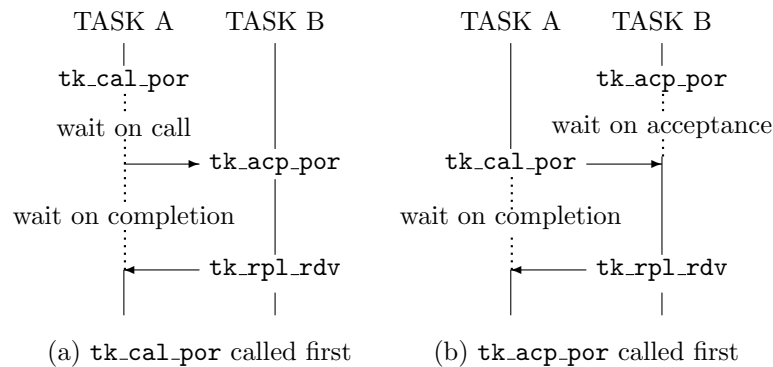 TASK A TASK B TASK A TASK B
tk_cal_por tk_acp_por
wait on call wait on acceptance
tk_acp_por tk_cal_por
wait on completion wait on completion
tk_rpl_rdv tk_rpl_rdv
(a) tk_cal_por called first (b) tk_acp_por called first